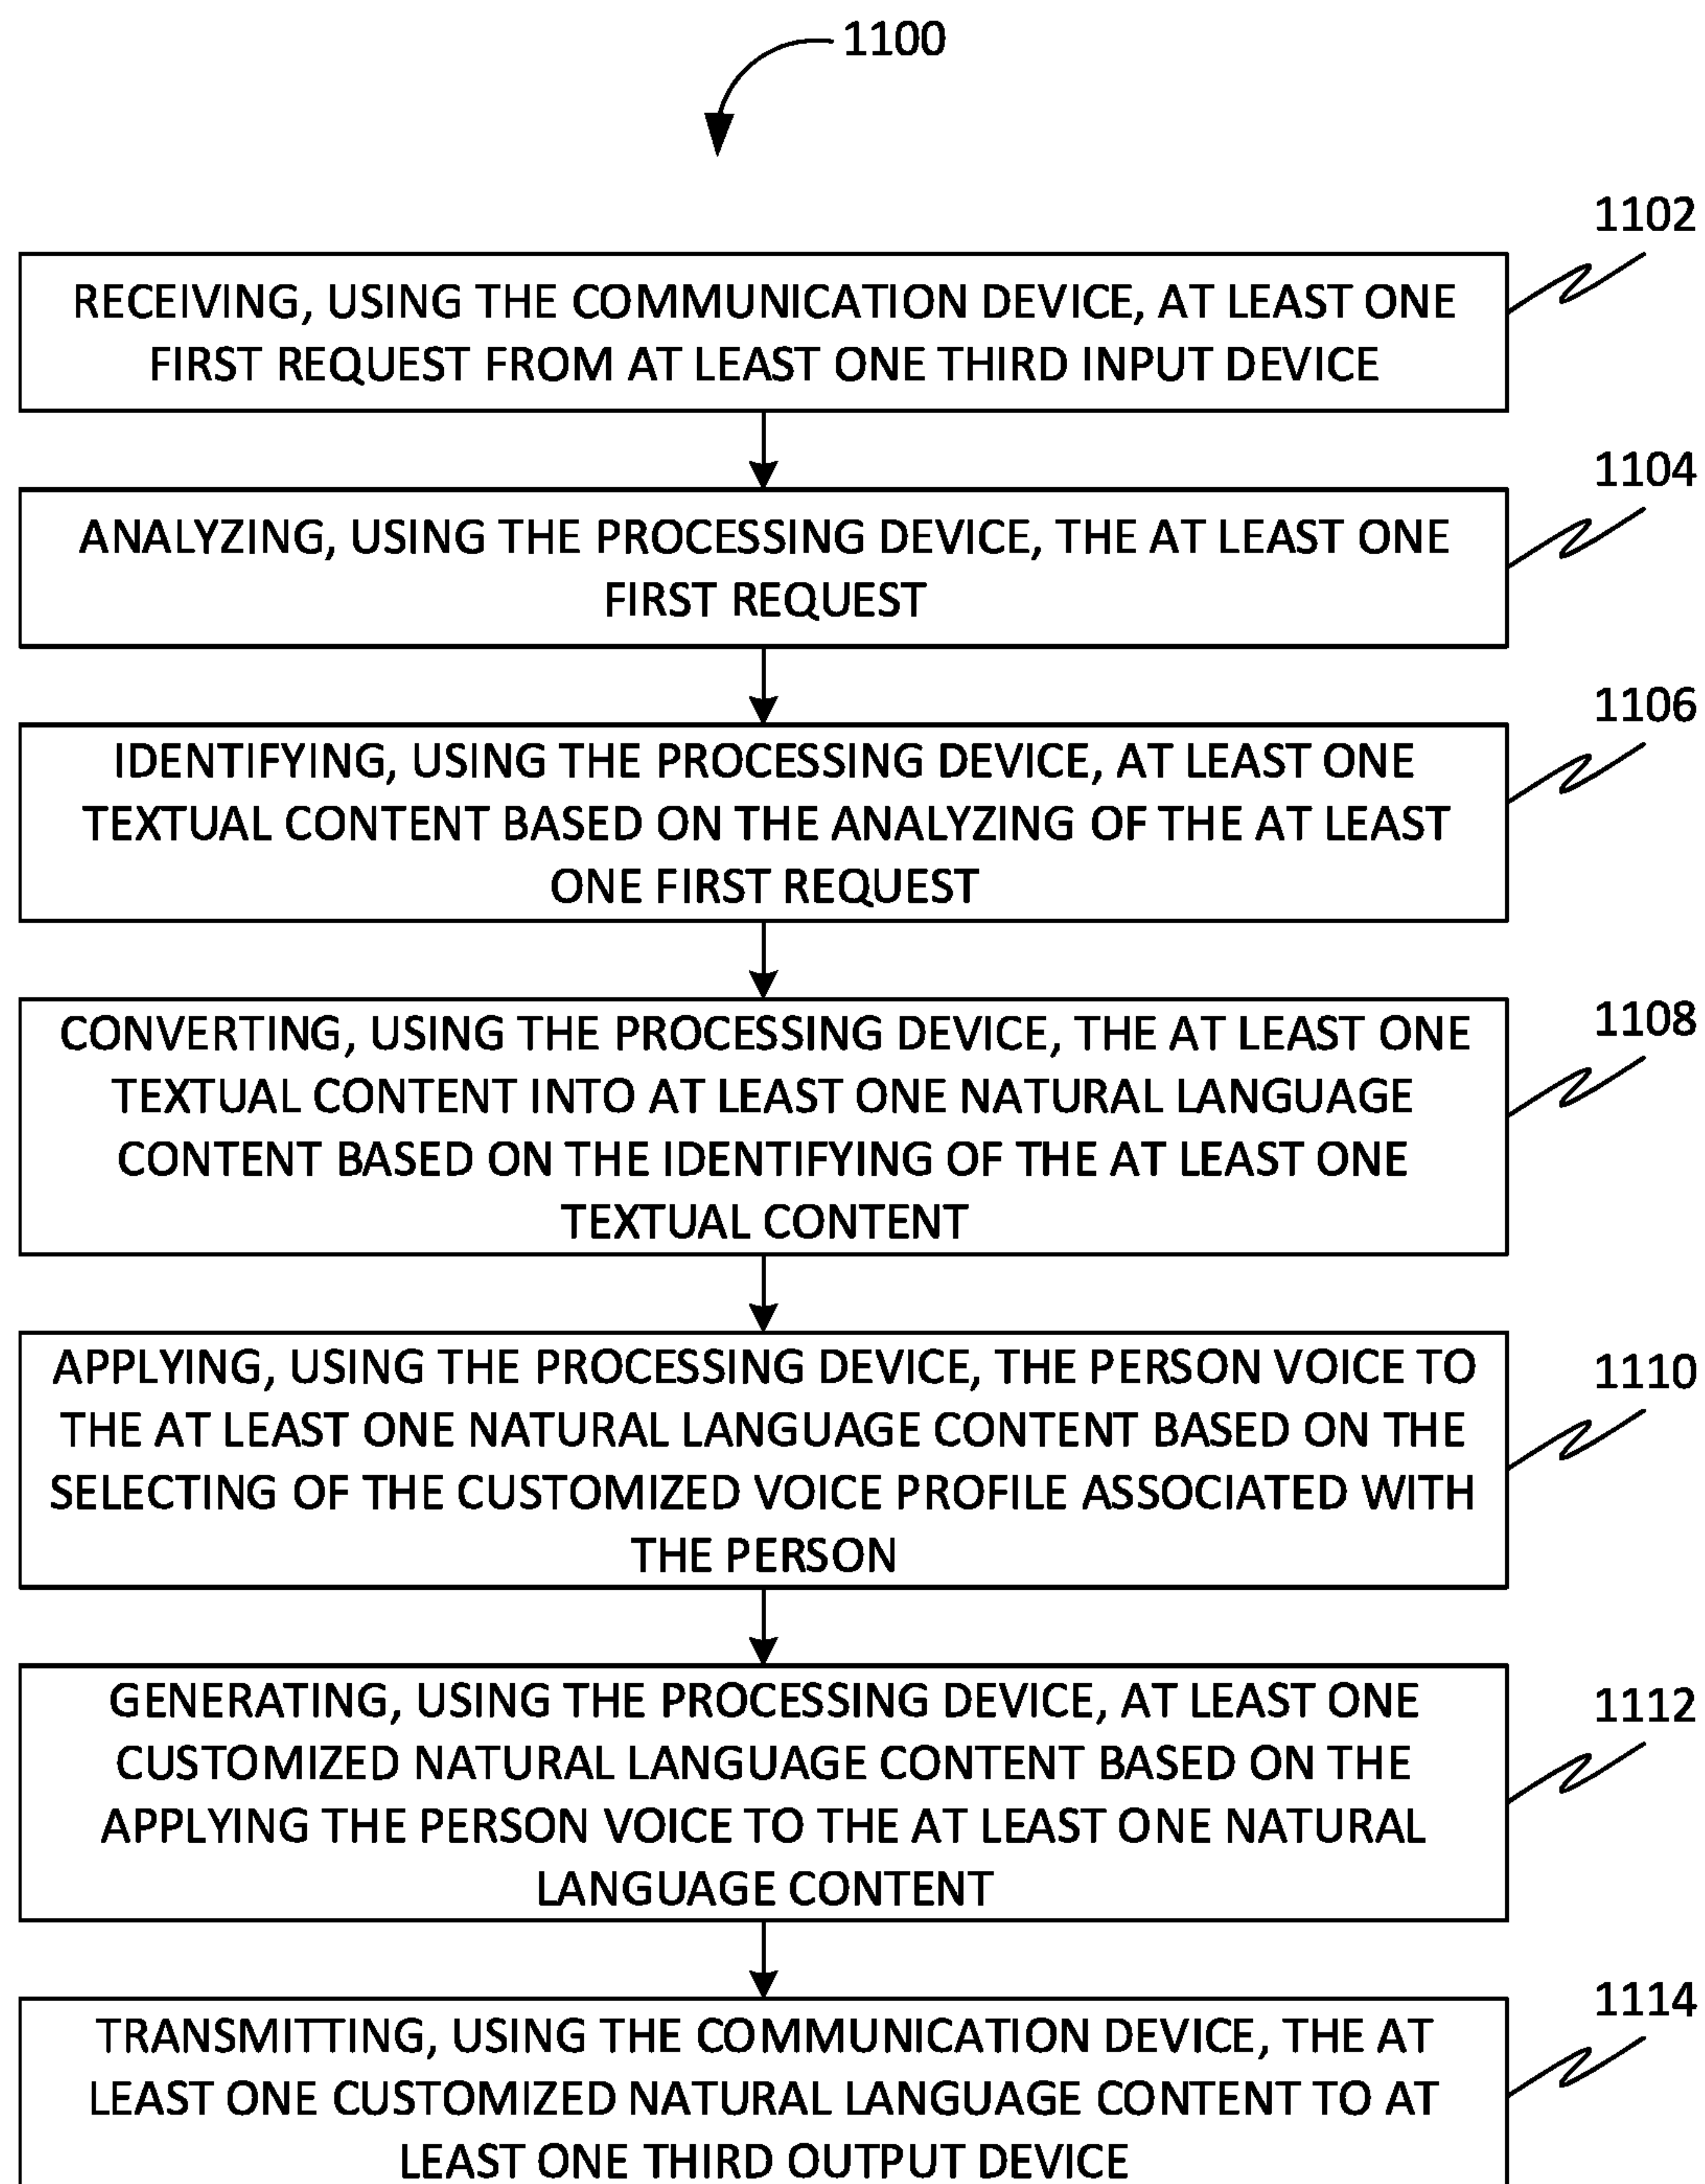 1100
1102
RECEIVING, USING THE COMMUNICATION DEVICE, AT LEAST ONE
FIRST REQUEST FROM AT LEAST ONE THIRD INPUT DEVICE
1104
ANALYZING, USING THE PROCESSING DEVICE, THE AT LEAST ONE
FIRST REQUEST
1106
IDENTIFYING, USING THE PROCESSING DEVICE, AT LEAST ONE
TEXTUAL CONTENT BASED ON THE ANALYZING OF THE AT LEAST
ONE FIRST REQUEST
1108
CONVERTING, USING THE PROCESSING DEVICE, THE AT LEAST ONE
TEXTUAL CONTENT INTO AT LEAST ONE NATURAL LANGUAGE
CONTENT BASED ON THE IDENTIFYING OF THE AT LEAST ONE
TEXTUAL CONTENT
1110
APPLYING, USING THE PROCESSING DEVICE, THE PERSON VOICE TO
THE AT LEAST ONE NATURAL LANGUAGE CONTENT BASED ON THE
SELECTING OF THE CUSTOMIZED VOICE PROFILE ASSOCIATED WITH
THE PERSON
1112
GENERATING, USING THE PROCESSING DEVICE, AT LEAST ONE
CUSTOMIZED NATURAL LANGUAGE CONTENT BASED ON THE
APPLYING THE PERSON VOICE TO THE AT LEAST ONE NATURAL
LANGUAGE CONTENT
1114
TRANSMITTING, USING THE COMMUNICATION DEVICE, THE AT
LEAST ONE CUSTOMIZED NATURAL LANGUAGE CONTENT TO AT
LEAST ONE THIRD OUTPUT DEVICE